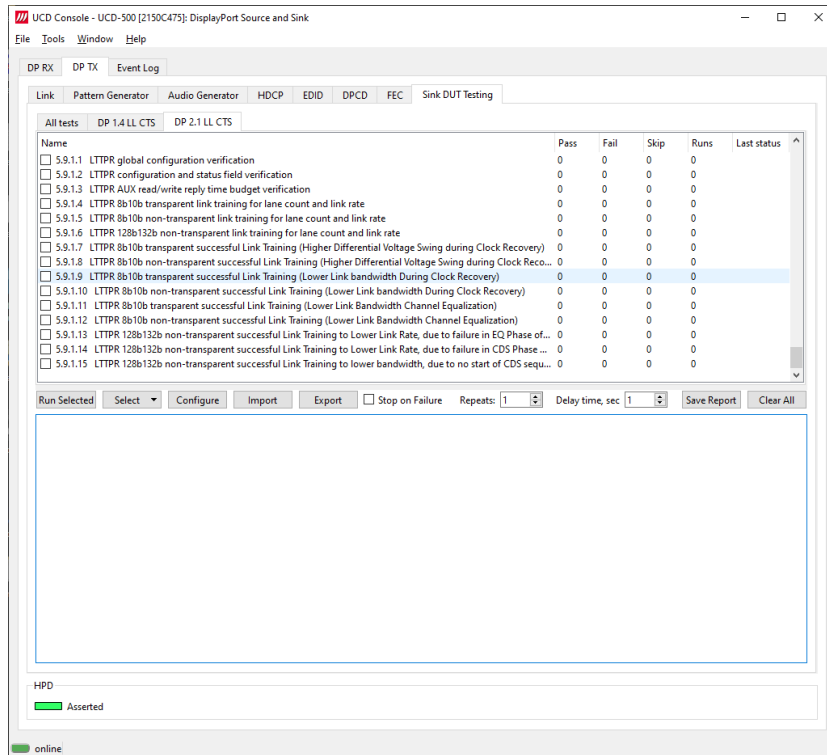 UCD Console - UCD-500 [2150C475]: DisplayPort Source and Sink
File Tools Window Help
DP RX DP TX Event Log
Link Pattern Generator Audio Generator HDCP EDID DPCD FEC Sink DUT Testing
All tests DP 1.4 LL CTS DP 2.1 LL CTS
Name Pass Fail Skip Runs Last status
5.9.1.1 LTTPR global configuration verification 0 0 0 0
5.9.1.2 LTTPR configuration and status field verification 0 0 0 0
5.9.1.3 LTTPR AUX read/write reply time budget verification 0 0 0 0
5.9.1.4 LTTPR 8b10b transparent link training for lane count and link rate 0 0 0 0
5.9.1.5 LTTPR 8b10b non-transparent link training for lane count and link rate 0 0 0 0
5.9.1.6 LTTPR 128b132b non-transparent link training for lane count and link rate 0 0 0 0
5.9.1.7 LTTPR 8b10b transparent successful Link Training (Higher Differential Voltage Swing during Clock Recovery) 0 0 0 0
5.9.1.8 LTTPR 8b10b non-transparent successful Link Training (Higher Differential Voltage Swing during Clock Reco... 0 0 0 0
5.9.1.9 LTTPR 8b10b transparent successful Link Training (Lower Link bandwidth During Clock Recovery) 0 0 0 0
5.9.1.10 LTTPR 8b10b non-transparent successful Link Training (Lower Link bandwidth During Clock Recovery) 0 0 0 0
5.9.1.11 LTTPR 8b10b transparent successful Link Training (Lower Link Bandwidth Channel Equalization) 0 0 0 0
5.9.1.12 LTTPR 8b10b non-transparent successful Link Training (Lower Link Bandwidth Channel Equalization) 0 0 0 0
5.9.1.13 LTTPR 128b132b non-transparent successful Link Training to Lower Link Rate, due to failure in EQ Phase of... 0 0 0 0
5.9.1.14 LTTPR 128b132b non-transparent successful Link Training to Lower Link Rate, due to failure in CDS Phase ... 0 0 0 0
5.9.1.15 LTTPR 128b132b non-transparent successful Link Training to lower bandwidth, due to no start of CDS sequ... 0 0 0 0
Run Selected Select Configure Import Export Stop on Failure Repeats: 1 Delay time, sec 1 Save Report Clear All
HPD
Asserted
online